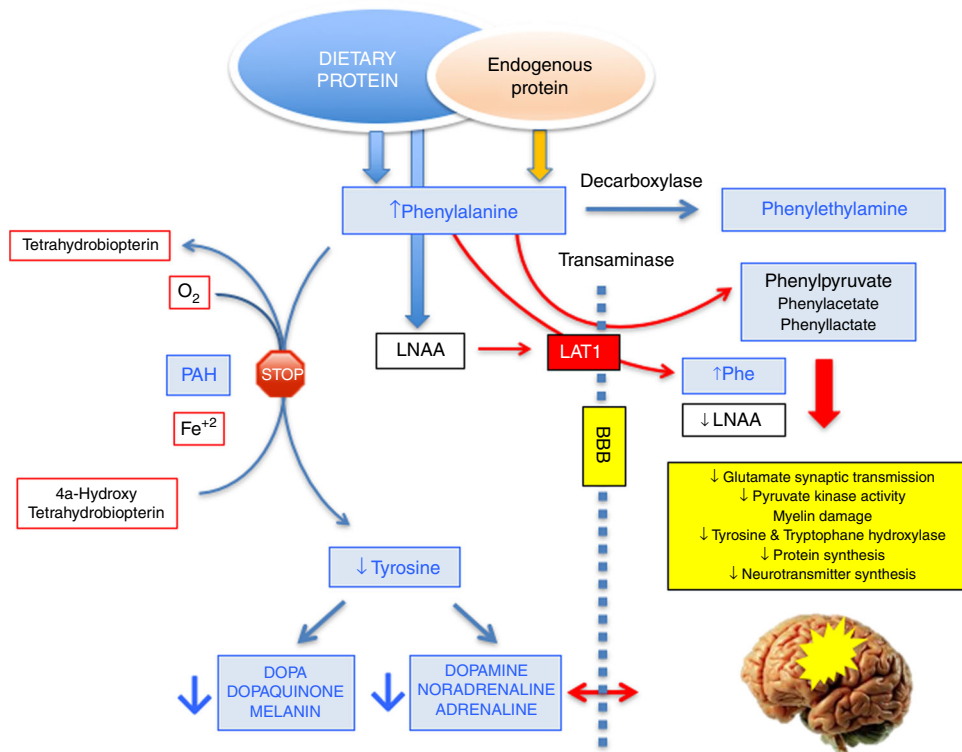 DIETARY
PROTEIN
Endogenous
protein
↑Phenylalanine
Decarboxylase
Phenylethylamine
Tetrahydrobiopterin
O2
Transaminase
Phenylpyruvate
Phenylacetate
Phenyllactate
LNAA
LAT1
PAH
STOP
↑Phe
↓LNAA
Fe+2
BBB
4a-Hydroxy
Tetrahydrobiopterin
↓ Glutamate synaptic transmission
↓ Pyruvate kinase activity
Myelin damage
↓ Tyrosine & Tryptophane hydroxylase
↓ Protein synthesis
↓ Neurotransmitter synthesis
↓ Tyrosine
DOPA
DOPAQUINONE
MELANIN
DOPAMINE
NORADRENALINE
ADRENALINE